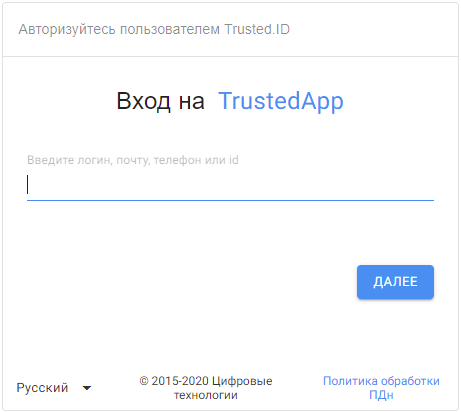 Авторизуйтесь пользователем Trusted.ID
Вход на TrustedApp
Введите логин, почту, телефон или id
ДАЛЕЕ
Русский
© 2015-2020 Цифровые
технологии
Политика обработки
ПДн